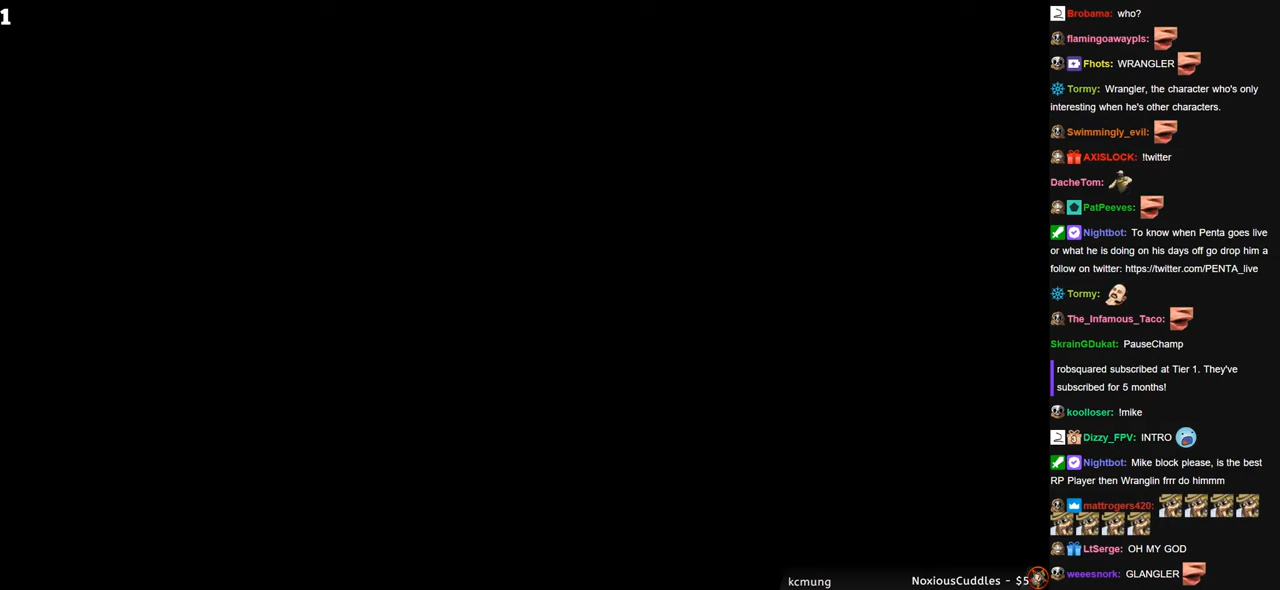 1
Brobama: who?
flamingoawaypls:
Fhots: WRANGLER
Tormy: Wrangler, the character who's only
interesting when he's other characters.
Swimmingly_evil:
AXISLOCK: !twitter
DacheTom:
PatPeeves:
Nightbot: To know when Penta goes live
or what he is doing on his days off go drop him a
follow on twitter: https://twitter.com/PENTA_live
Tormy:
The_Infamous_Taco:
SkrainGDukat: PauseChamp
robsquared subscribed at Tier 1. They've
subscribed for 5 months!
koolloser: !mike
Dizzy_FPV: INTRO
Nightbot: Mike block please, is the best
RP Player then Wranglin frrr do himmm
mattrogers420:
LtSerge: OH MY GOD
weeesnork: GLANGLER
kcmung
NoxiousCuddles - $5